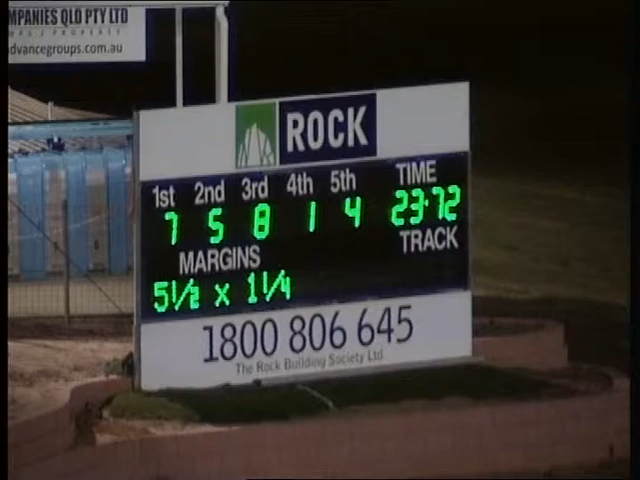 MPANIES QLD PTY LTD
dvancegroups.com.au
ROCK
1st 2nd 3rd 4th 5th TIME
7 5 8 1 4 23·72
MARGINS TRACK
5½ x 1¼
1800 806 645
The Rock Building Society Ltd